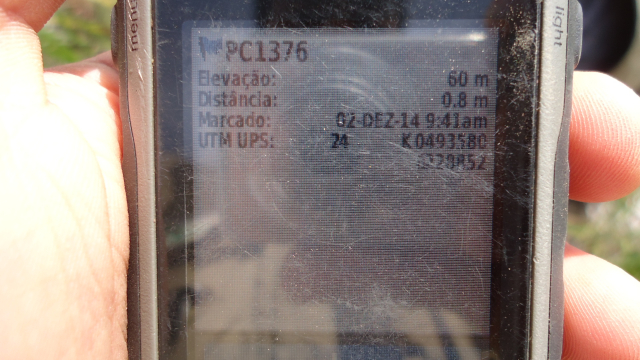 PC1376
Elevação: 60 m
Distância: 0.8 m
Marcado: 02-DEZ-14 9:41am
UTM UPS: 24 K 0493580
light